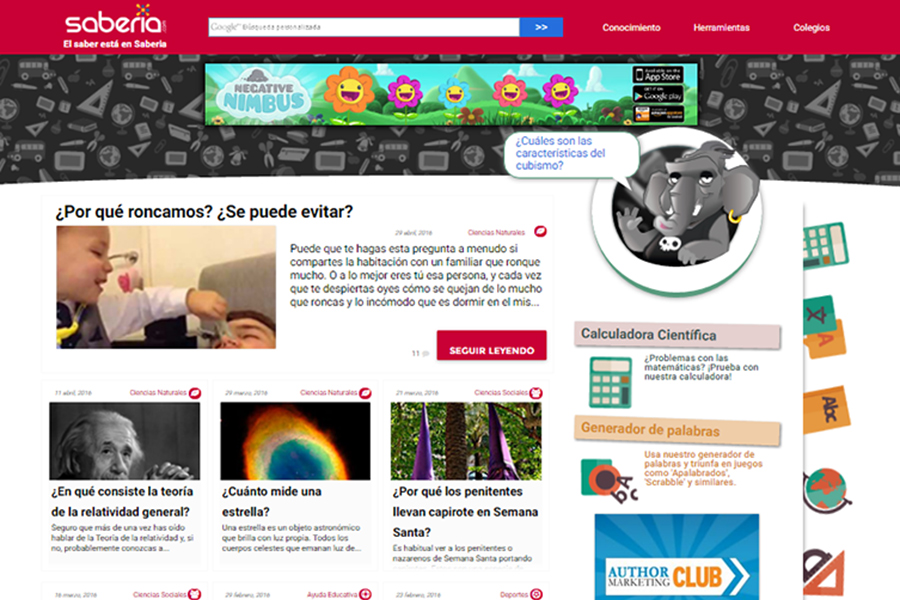 saberia.com
El saber está en Saberia
Google™ Búsqueda personalizada
>>
Conocimiento
Herramientas
Colegios
NEGATIVE
NIMBUS
Available on the
App Store
GET IT ON
Google play
¿Cuáles son las
características del
cubismo?
¿Por qué roncamos? ¿Se puede evitar?
29 abril, 2016
Ciencias Naturales
Puede que te hagas esta pregunta a menudo si
compartes la habitación con un familiar que ronque
mucho. O a lo mejor eres tú esa persona, y cada vez
que te despiertas oyes cómo se quejan de lo mucho
que roncas y lo incómodo que es dormir en el mis...
11
SEGUIR LEYENDO
Calculadora Científica
¿Problemas con las
matemáticas? ¡Prueba con
nuestra calculadora!
Generador de palabras
Usa nuestro generador de
palabras y triunfa en juegos
como 'Apalabrados',
'Scrabble' y similares.
AUTHOR
MARKETING
CLUB
11 abril, 2016
Ciencias Naturales
¿En qué consiste la teoría
de la relatividad general?
Seguro que más de una vez has oído
hablar de la Teoría de la relatividad y, si
no, probablemente conozcas a...
29 marzo, 2016
Ciencias Naturales
¿Cuánto mide una
estrella?
Una estrella es un objeto astronómico
que brilla con luz propia. Todos los
cuerpos celestes que emanan luz de...
21 marzo, 2016
Ciencias Sociales
¿Por qué los penitentes
llevan capirote en Semana
Santa?
Es habitual ver a los penitentes o
nazarenos de Semana Santa portando
16 marzo, 2016
Ciencias Sociales
29 febrero, 2016
Ayuda Educativa
23 febrero, 2016
Deportes
A
Abc